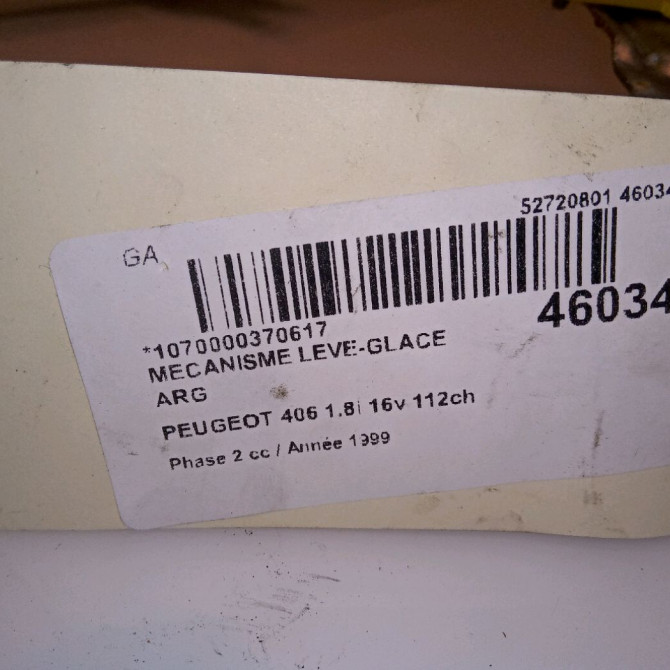 52720801 46034
GA
46034
*1070000370617
MECANISME LEVE-GLACE
ARG
PEUGEOT 406 1.8i 16v 112ch
Phase 2 cc / Année 1999